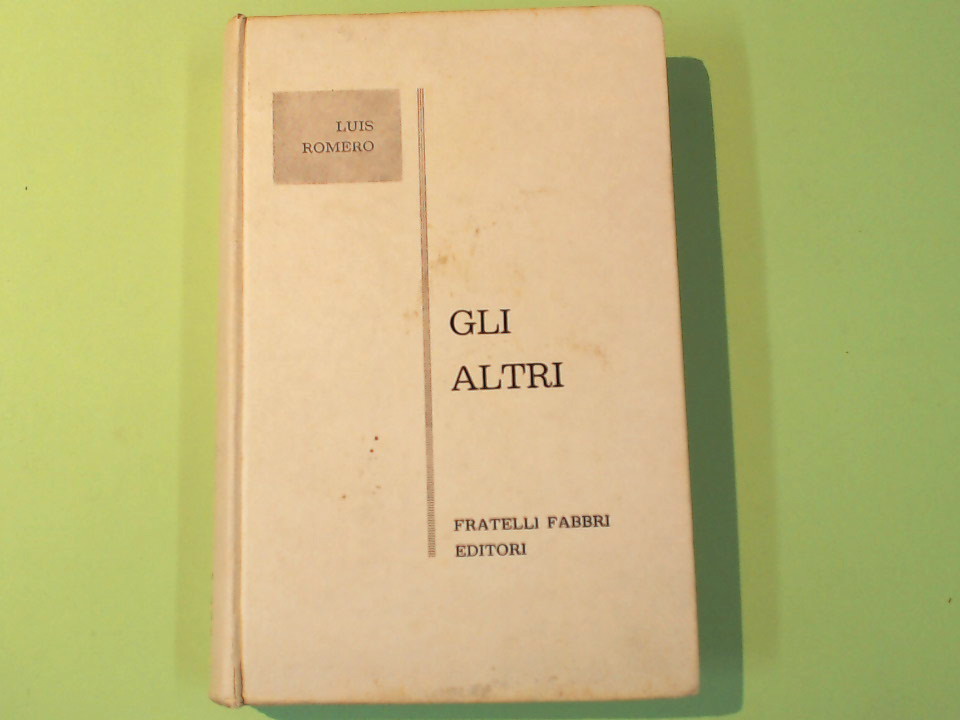 LUIS
ROMERO
GLI
ALTRI
FRATELLI FABBRI
EDITORI